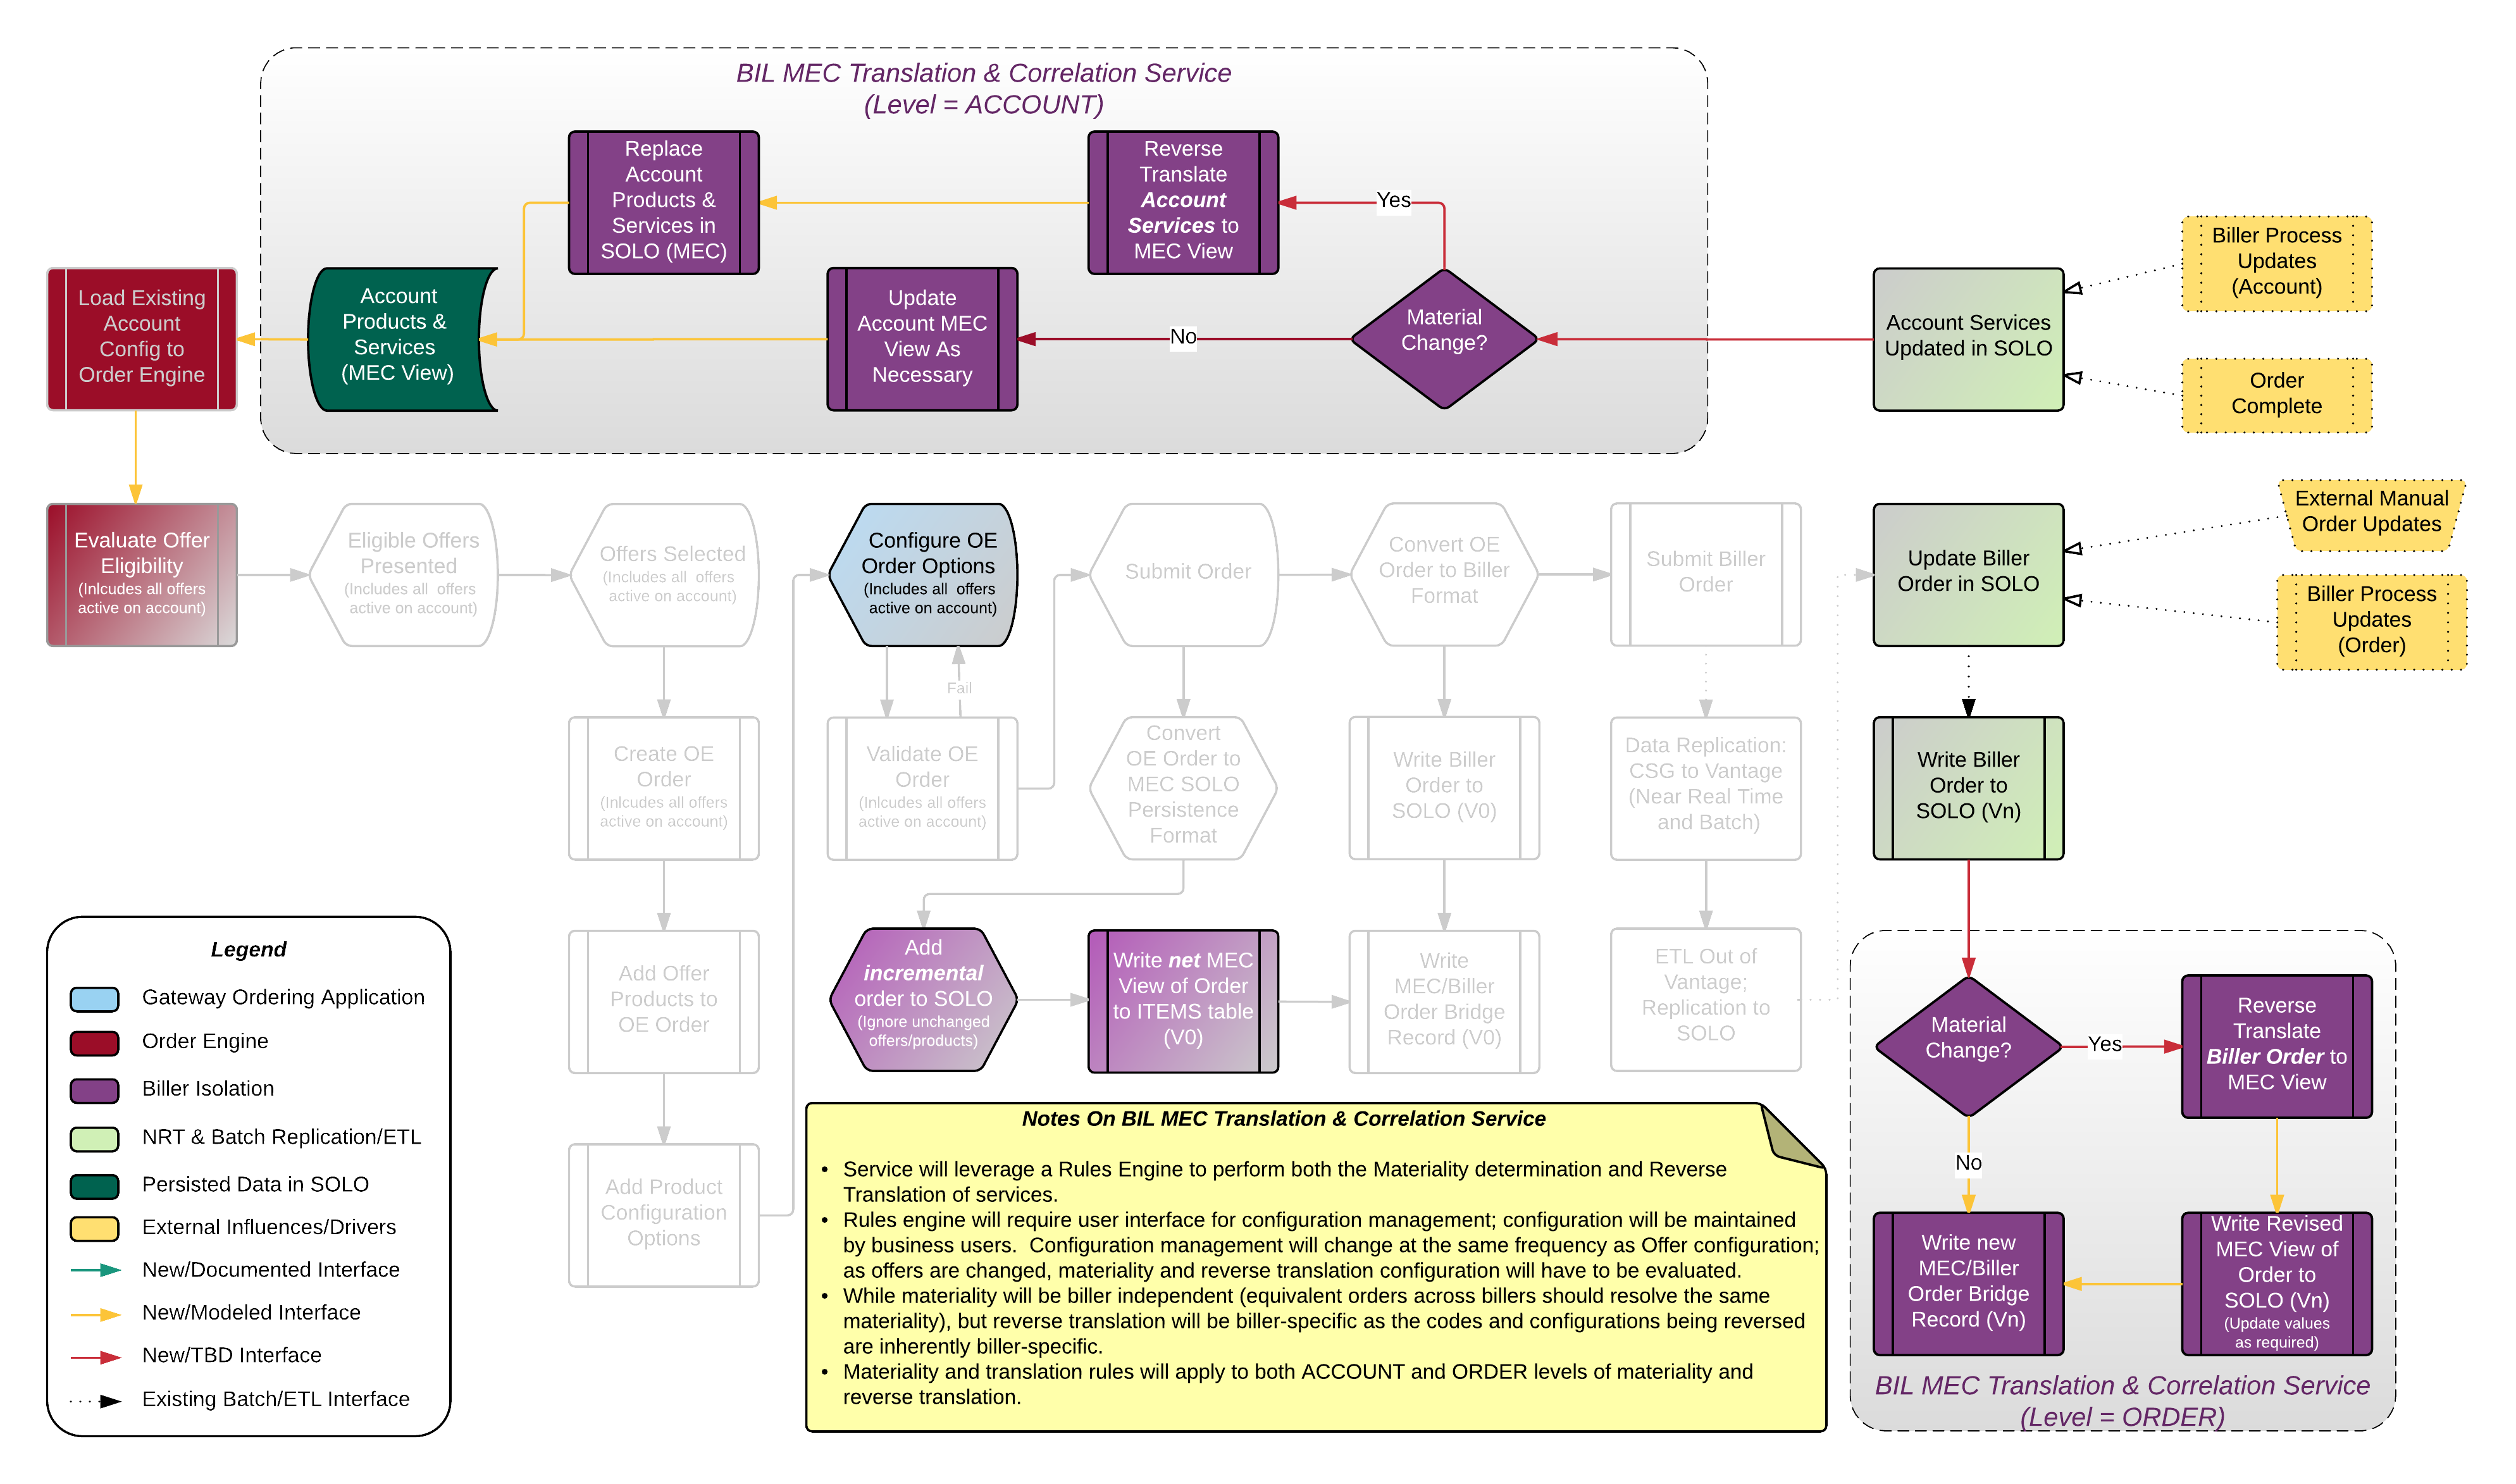 BIL MEC Translation & Correlation Service
(Level = ACCOUNT)
Replace
Account
Products &
Services in
SOLO (MEC)
Reverse
Translate
Account
Services to
MEC View
Yes
Biller Process
Updates
(Account)
Load Existing
Account
Config to
Order Engine
Account
Products &
Services
(MEC View)
Update
Account MEC
View As
Necessary
No
Material
Change?
Account Services
Updated in SOLO
Order
Complete
Evaluate Offer
Eligibility
(Inlcudes all offers
active on account)
Eligible Offers
Presented
(Includes all offers
active on account)
Offers Selected
(Includes all offers
active on account)
Configure OE
Order Options
(Includes all offers
active on account)
Submit Order
Convert OE
Order to Biller
Format
Submit Biller
Order
Update Biller
Order in SOLO
External Manual
Order Updates
Biller Process
Updates
(Order)
Fail
Create OE
Order
(Inlcudes all offers
active on account)
Validate OE
Order
(Inlcudes all offers
active on account)
Convert
OE Order to
MEC SOLO
Persistence
Format
Write Biller
Order to
SOLO (V0)
Data Replication:
CSG to Vantage
(Near Real Time
and Batch)
Write Biller
Order to
SOLO (Vn)
Add Offer
Products to
OE Order
Add
incremental
order to SOLO
(Ignore unchanged
offers/products)
Write net MEC
View of Order
to ITEMS table
(V0)
Write
MEC/Biller
Order Bridge
Record (V0)
ETL Out of
Vantage;
Replication to
SOLO
Material
Change?
Yes
Reverse
Translate
Biller Order to
MEC View
No
Add Product
Configuration
Options
Write new
MEC/Biller
Order Bridge
Record (Vn)
Write Revised
MEC View of
Order to
SOLO (Vn)
(Update values
as required)
BIL MEC Translation & Correlation Service
(Level = ORDER)
Legend
Gateway Ordering Application
Order Engine
Biller Isolation
NRT & Batch Replication/ETL
Persisted Data in SOLO
External Influences/Drivers
New/Documented Interface
New/Modeled Interface
New/TBD Interface
Existing Batch/ETL Interface
Notes On BIL MEC Translation & Correlation Service
• Service will leverage a Rules Engine to perform both the Materiality determination and Reverse
Translation of services.
• Rules engine will require user interface for configuration management; configuration will be maintained
by business users. Configuration management will change at the same frequency as Offer configuration;
as offers are changed, materiality and reverse translation configuration will have to be evaluated.
• While materiality will be biller independent (equivalent orders across billers should resolve the same
materiality), but reverse translation will be biller-specific as the codes and configurations being reversed
are inherently biller-specific.
• Materiality and translation rules will apply to both ACCOUNT and ORDER levels of materiality and
reverse translation.